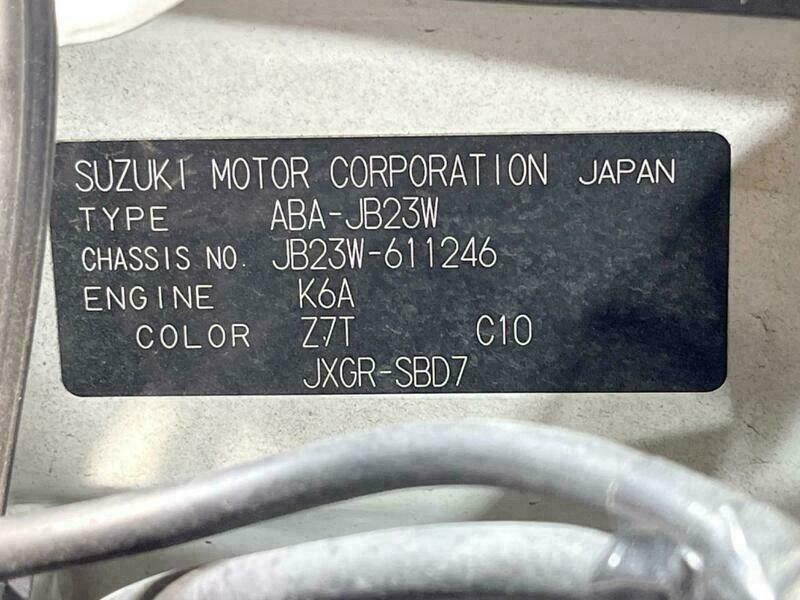 SUZUKI MOTOR CORPORATION JAPAN
TYPE ABA-JB23W
CHASSIS NO. JB23W-611246
ENGINE K6A
COLOR Z7T C10
JXGR-SBD7